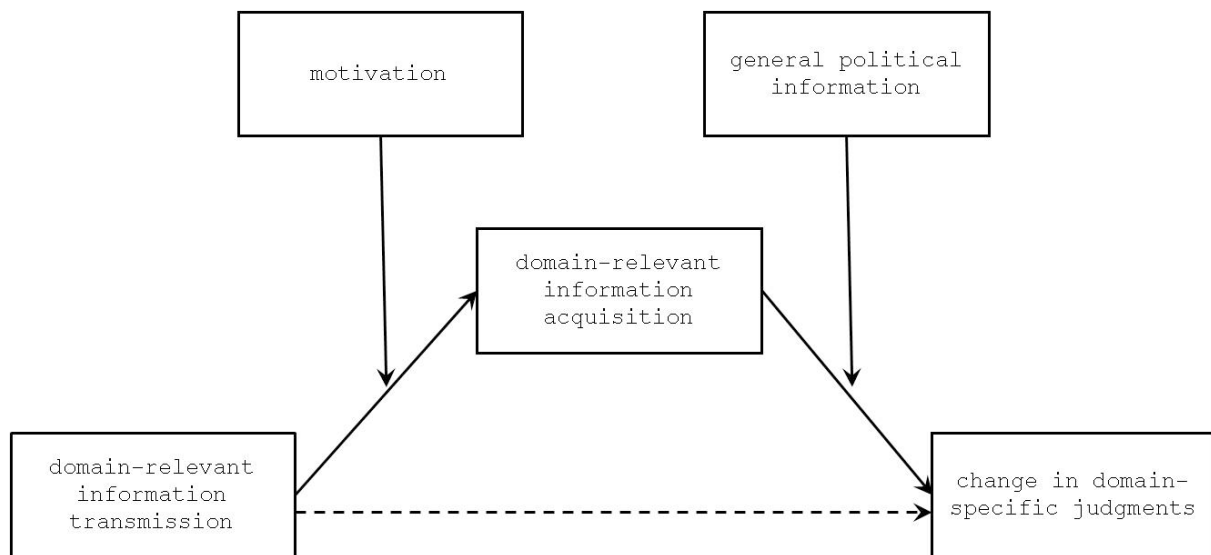 motivation
general political
information
domain-relevant
information
acquisition
domain-relevant
information
transmission
change in domain-
specific judgments